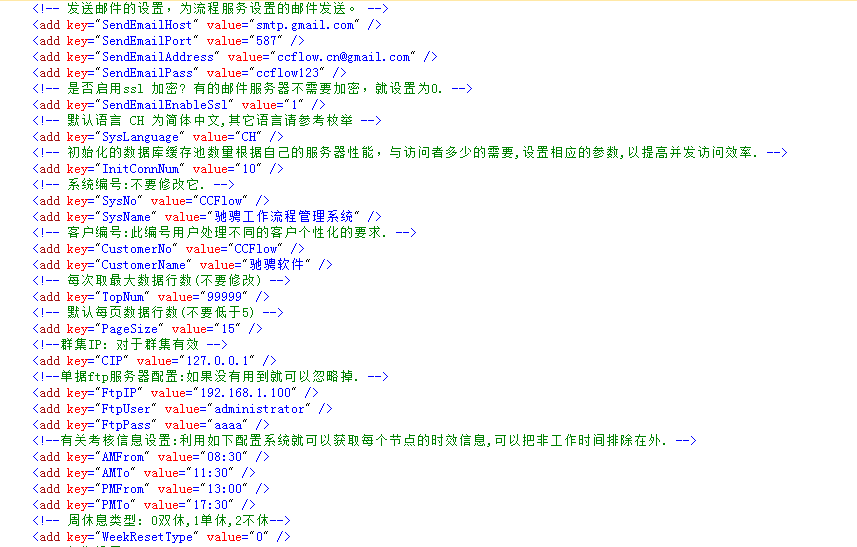 <!-- 发送邮件的设置，为流程服务设置的邮件发送。 -->
<add key="SendEmailHost" value="smtp.gmail.com" />
<add key="SendEmailPort" value="587" />
<add key="SendEmailAddress" value="ccflow.cn@gmail.com" />
<add key="SendEmailPass" value="ccflow123" />
<!-- 是否启用ssl 加密? 有的邮件服务器不需要加密，就设置为0. -->
<add key="SendEmailEnableSsl" value="1" />
<!-- 默认语言 CH 为简体中文,其它语言请参考枚举 -->
<add key="SysLanguage" value="CH" />
<!-- 初始化的数据库缓存池数量根据自己的服务器性能，与访问者多少的需要,设置相应的参数,以提高并发访问效率. -->
<add key="InitConnNum" value="10" />
<!-- 系统编号:不要修改它. -->
<add key="SysNo" value="CCFlow" />
<add key="SysName" value="驰骋工作流程管理系统" />
<!-- 客户编号:此编号用户处理不同的客户个性化的要求. -->
<add key="CustomerNo" value="CCFlow" />
<add key="CustomerName" value="驰骋软件" />
<!-- 每次取最大数据行数(不要修改) -->
<add key="TopNum" value="99999" />
<!-- 默认每页数据行数(不要低于5) -->
<add key="PageSize" value="15" />
<!--群集IP: 对于群集有效 -->
<add key="CIP" value="127.0.0.1" />
<!--单据ftp服务器配置:如果没有用到就可以忽略掉. -->
<add key="FtpIP" value="192.168.1.100" />
<add key="FtpUser" value="administrator" />
<add key="FtpPass" value="aaaa" />
<!--有关考核信息设置:利用如下配置系统就可以获取每个节点的时效信息,可以把非工作时间排除在外. -->
<add key="AMFrom" value="08:30" />
<add key="AMTo" value="11:30" />
<add key="PMFrom" value="13:00" />
<add key="PMTo" value="17:30" />
<!-- 周休息类型: 0双休,1单休,2不休-->
<add key="WeekResetType" value="0" />